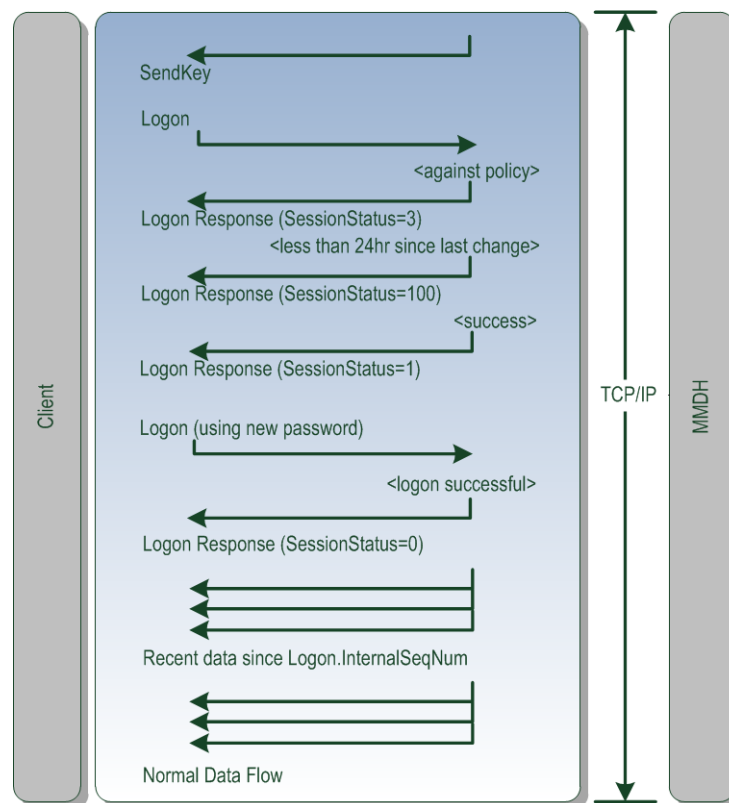 SendKey
Logon
<against policy>
Logon Response (SessionStatus=3)
<less than 24hr since last change>
Logon Response (SessionStatus=100)
<success>
Logon Response (SessionStatus=1)
Logon (using new password)
<logon successful>
Logon Response (SessionStatus=0)
Recent data since Logon.InternalSeqNum
Normal Data Flow
Client
TCP/IP
MMDH